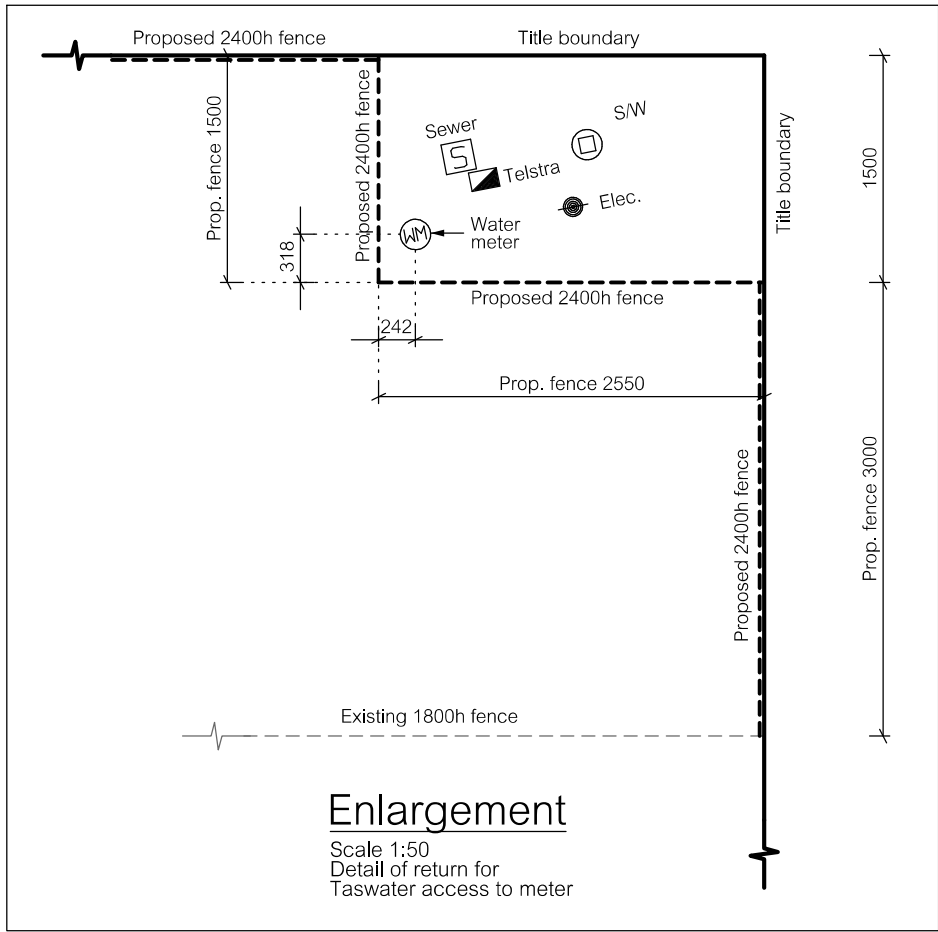 Proposed 2400h fence
Title boundary
Prop. fence 1500
Proposed 2400h fence
Sewer
S
S/W
Telstra
Elec.
Title boundary
1500
318
WM
Water
meter
Proposed 2400h fence
242
Prop. fence 2550
Proposed 2400h fence
Prop. fence 3000
Existing 1800h fence
Enlargement
Scale 1:50
Detail of return for
Taswater access to meter